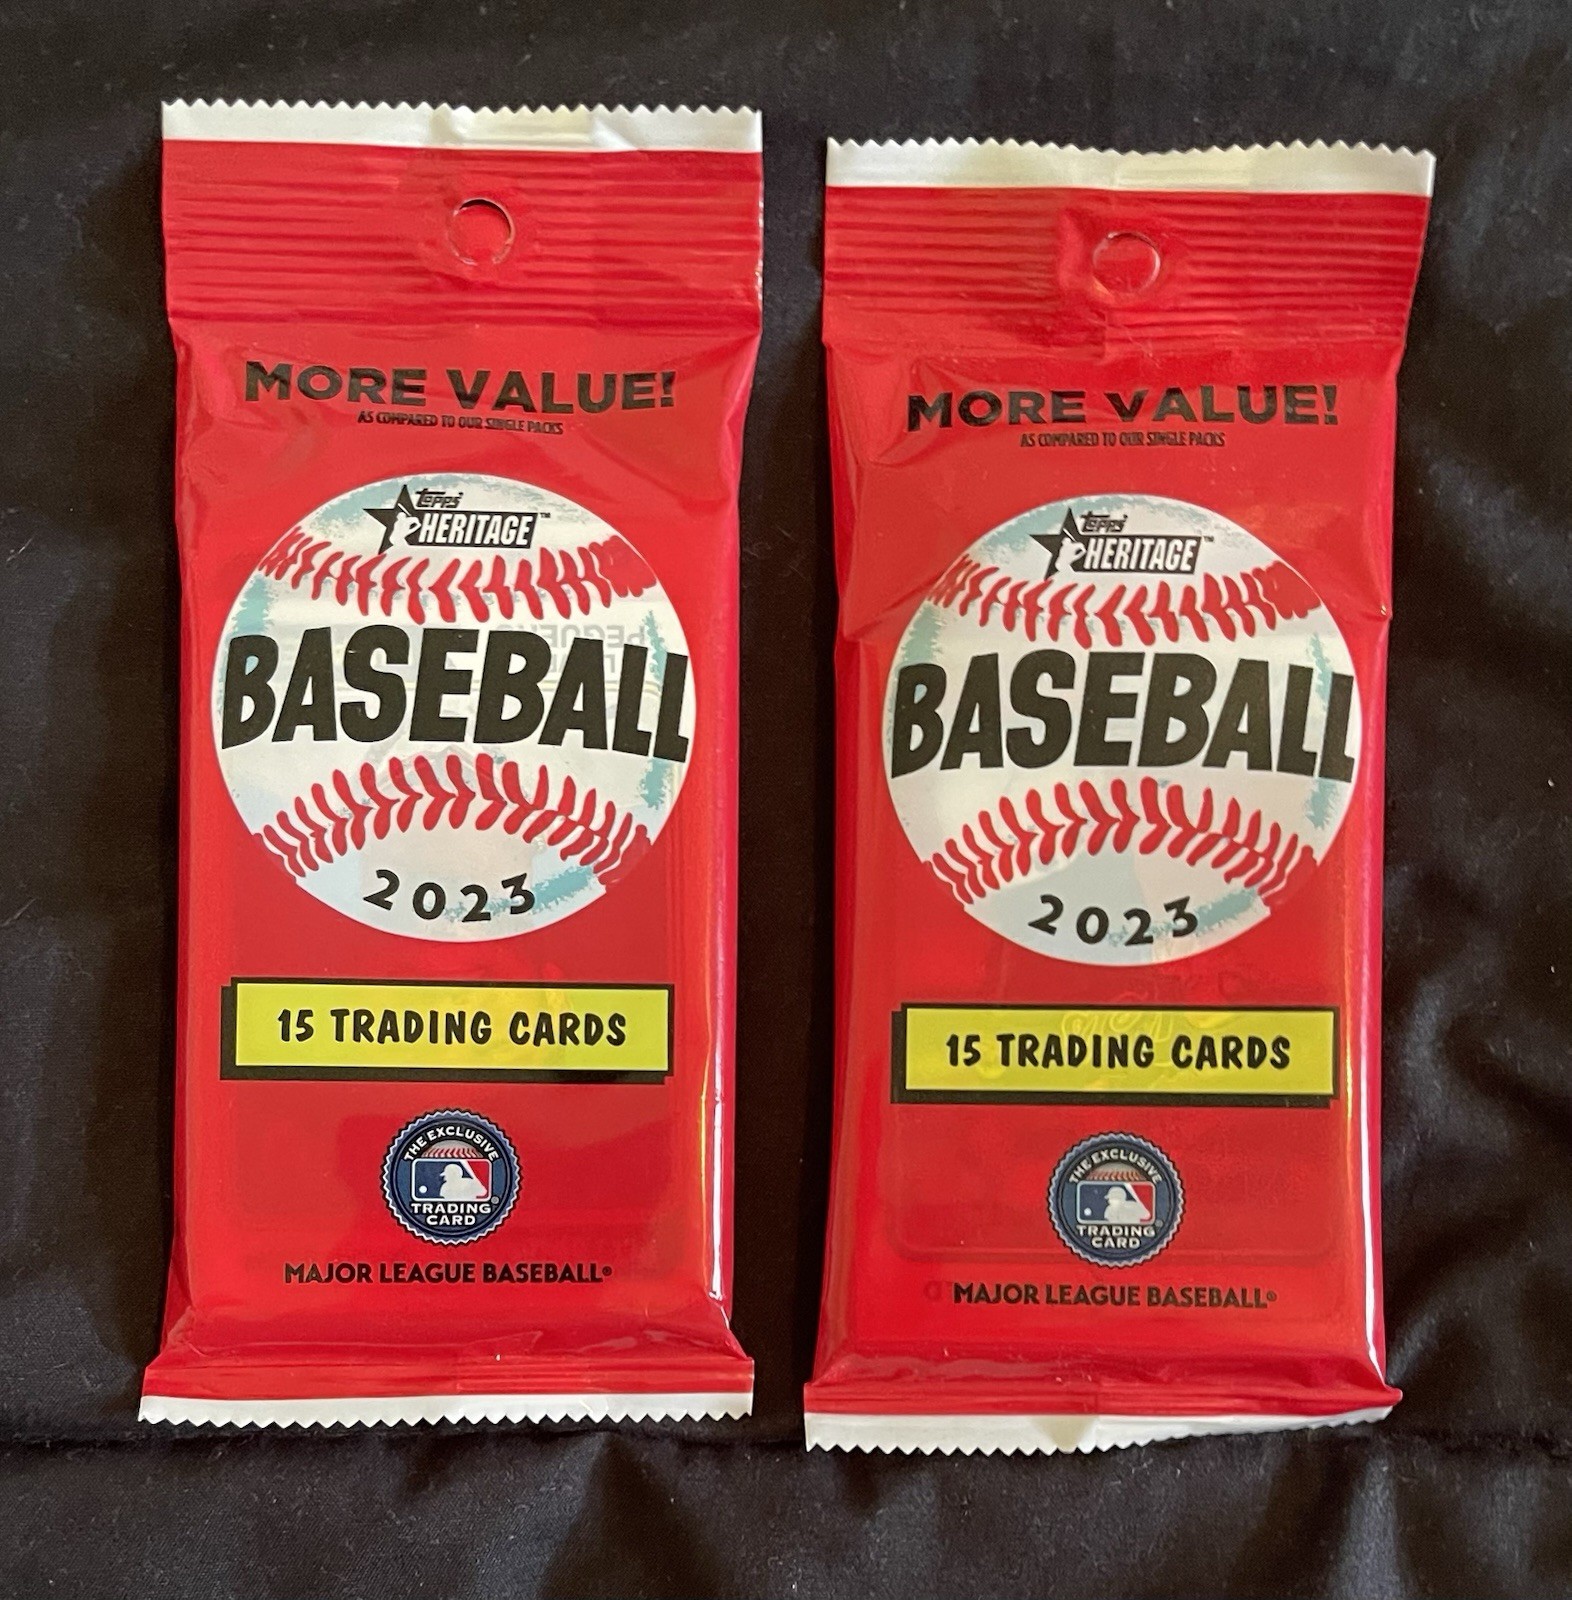 MORE VALUE!
AS COMPARED TO OUR SINGLE PACKS
topps
HERITAGE™
BASEBALL
2023
15 TRADING CARDS
THE EXCLUSIVE
TRADING
CARD
MAJOR LEAGUE BASEBALL®
MORE VALUE!
AS COMPARED TO OUR SINGLE PACKS
topps
HERITAGE™
BASEBALL
2023
15 TRADING CARDS
THE EXCLUSIVE
TRADING
CARD
MAJOR LEAGUE BASEBALL®